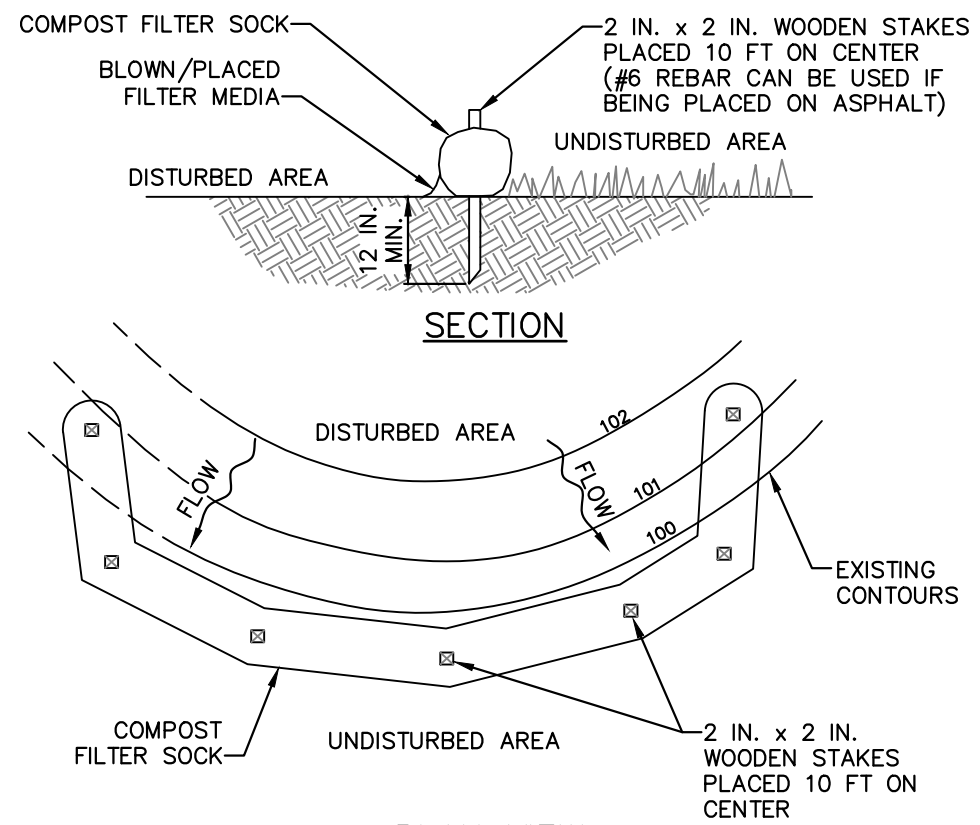 COMPOST FILTER SOCK
BLOWN/PLACED
FILTER MEDIA
2 IN. x 2 IN. WOODEN STAKES
PLACED 10 FT ON CENTER
(#6 REBAR CAN BE USED IF
BEING PLACED ON ASPHALT)
UNDISTURBED AREA
DISTURBED AREA
12 IN.
MIN.
SECTION
DISTURBED AREA
102
101
100
FLOW
FLOW
EXISTING
CONTOURS
COMPOST
FILTER SOCK
UNDISTURBED AREA
2 IN. x 2 IN.
WOODEN STAKES
PLACED 10 FT ON
CENTER